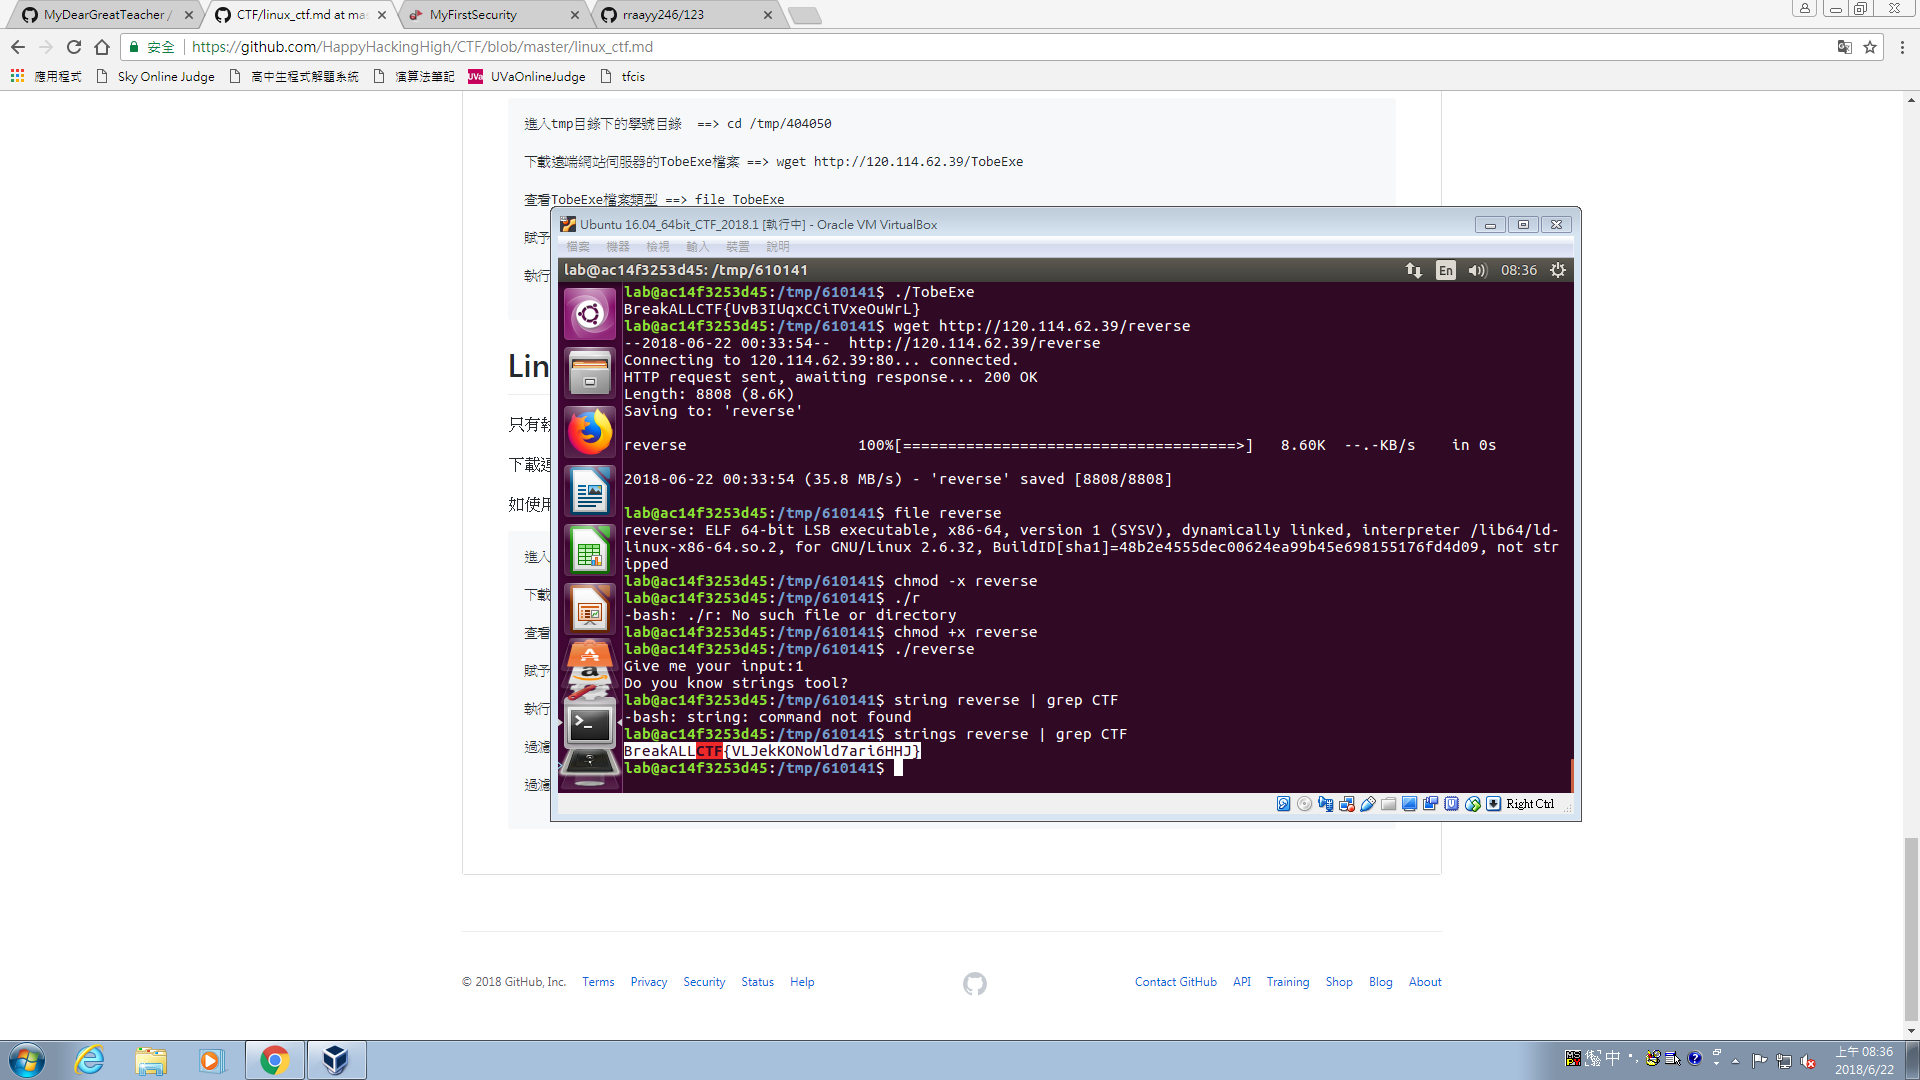 MyDearGreatTeacher /
CTF/linux_ctf.md at mas
MyFirstSecurity
rraayy246/123
安全
https://github.com/HappyHackingHigh/CTF/blob/master/linux_ctf.md
應用程式
Sky Online Judge
高中生程式解題系統
演算法筆記
UVa
UVaOnlineJudge
tfcis
進入tmp目錄下的學號目錄 ==> cd /tmp/404050
下載遠端網站伺服器的TobeExe檔案 ==> wget http://120.114.62.39/TobeExe
查看TobeExe檔案類型 ==> file TobeExe
賦予
執行
Lin
只有執
下載遠
如使用
進入
下載
查看
賦予
執行
過濾
過濾
Ubuntu 16.04_64bit_CTF_2018.1 [執行中] - Oracle VM VirtualBox
檔案 機器 檢視 輸入 裝置 說明
lab@ac14f3253d45: /tmp/610141
En
08:36
lab@ac14f3253d45:/tmp/610141$ ./TobeExe
BreakALLCTF{UvB3IUqxCCiTVxeOuWrL}
lab@ac14f3253d45:/tmp/610141$ wget http://120.114.62.39/reverse
--2018-06-22 00:33:54--  http://120.114.62.39/reverse
Connecting to 120.114.62.39:80... connected.
HTTP request sent, awaiting response... 200 OK
Length: 8808 (8.6K)
Saving to: 'reverse'
reverse 100%[=====================================>] 8.60K --.-KB/s in 0s
2018-06-22 00:33:54 (35.8 MB/s) - 'reverse' saved [8808/8808]
lab@ac14f3253d45:/tmp/610141$ file reverse
reverse: ELF 64-bit LSB executable, x86-64, version 1 (SYSV), dynamically linked, interpreter /lib64/ld-
linux-x86-64.so.2, for GNU/Linux 2.6.32, BuildID[sha1]=48b2e4555dec00624ea99b45e698155176fd4d09, not str
ipped
lab@ac14f3253d45:/tmp/610141$ chmod -x reverse
lab@ac14f3253d45:/tmp/610141$ ./r
-bash: ./r: No such file or directory
lab@ac14f3253d45:/tmp/610141$ chmod +x reverse
lab@ac14f3253d45:/tmp/610141$ ./reverse
Give me your input:1
Do you know strings tool?
lab@ac14f3253d45:/tmp/610141$ string reverse | grep CTF
-bash: string: command not found
lab@ac14f3253d45:/tmp/610141$ strings reverse | grep CTF
BreakALLCTF{VLJekKONoWld7ari6HHJ}
lab@ac14f3253d45:/tmp/610141$
Right Ctrl
© 2018 GitHub, Inc. Terms Privacy Security Status Help
Contact GitHub API Training Shop Blog About
中
上午 08:36
2018/6/22